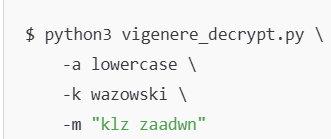 $ python3 vigenere_decrypt.py \
-a lowercase \
-k wazowski \
-m "klz zaadwn"